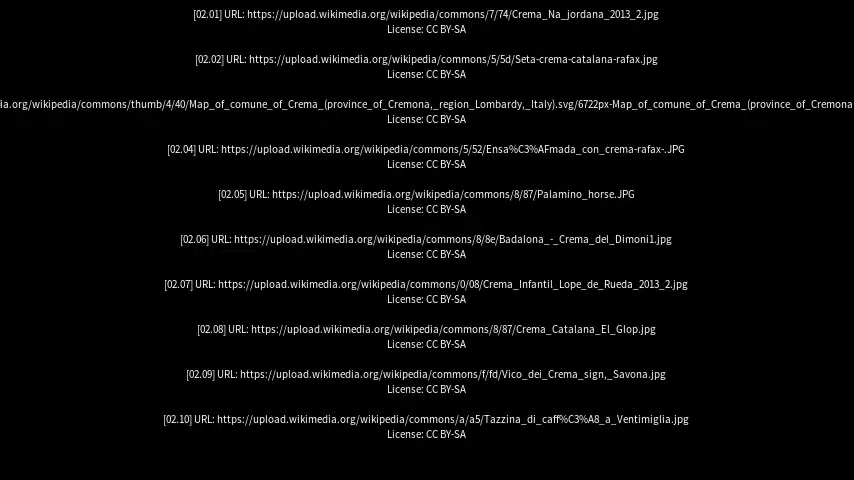 [02.01] URL: https://upload.wikimedia.org/wikipedia/commons/7/74/Crema_Na_jordana_2013_2.jpg
License: CC BY-SA
[02.02] URL: https://upload.wikimedia.org/wikipedia/commons/5/5d/Seta-crema-catalana-rafax.jpg
License: CC BY-SA
ia.org/wikipedia/commons/thumb/4/40/Map_of_comune_of_Crema_(province_of_Cremona,_region_Lombardy,_Italy).svg/6722px-Map_of_comune_of_Crema_(province_of_Cremona
License: CC BY-SA
[02.04] URL: https://upload.wikimedia.org/wikipedia/commons/5/52/Ensa%C3%AFmada_con_crema-rafax-.JPG
License: CC BY-SA
[02.05] URL: https://upload.wikimedia.org/wikipedia/commons/8/87/Palamino_horse.JPG
License: CC BY-SA
[02.06] URL: https://upload.wikimedia.org/wikipedia/commons/8/8e/Badalona_-_Crema_del_Dimoni1.jpg
License: CC BY-SA
[02.07] URL: https://upload.wikimedia.org/wikipedia/commons/0/08/Crema_Infantil_Lope_de_Rueda_2013_2.jpg
License: CC BY-SA
[02.08] URL: https://upload.wikimedia.org/wikipedia/commons/8/87/Crema_Catalana_El_Glop.jpg
License: CC BY-SA
[02.09] URL: https://upload.wikimedia.org/wikipedia/commons/f/fd/Vico_dei_Crema_sign,_Savona.jpg
License: CC BY-SA
[02.10] URL: https://upload.wikimedia.org/wikipedia/commons/a/a5/Tazzina_di_caff%C3%A8_a_Ventimiglia.jpg
License: CC BY-SA